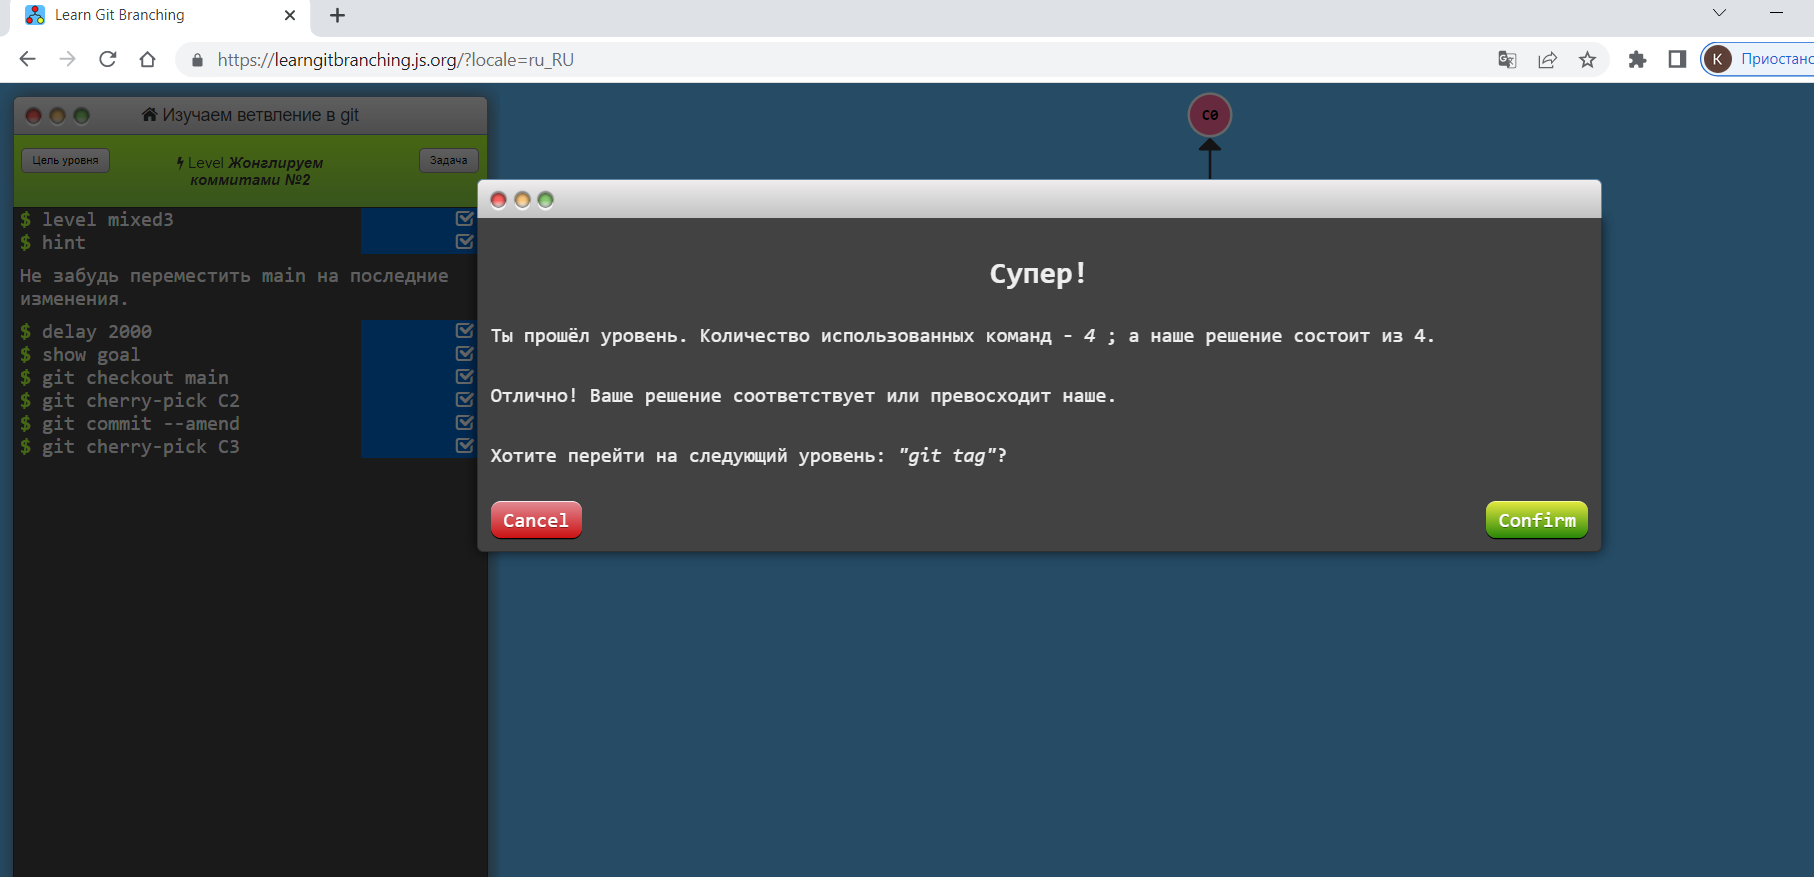 Learn Git Branching
https://learngitbranching.js.org/?locale=ru_RU
K
Приостано
Изучаем ветвление в git
Цель уровня
Level Жонглируем
коммитами №2
Задача
$ level mixed3
$ hint
Не забудь переместить main на последние
изменения.
$ delay 2000
$ show goal
$ git checkout main
$ git cherry-pick C2
$ git commit --amend
$ git cherry-pick C3
C0
Супер!
Ты прошёл уровень. Количество использованных команд - 4 ; а наше решение состоит из 4.
Отлично! Ваше решение соответствует или превосходит наше.
Хотите перейти на следующий уровень: "git tag"?
Cancel
Confirm